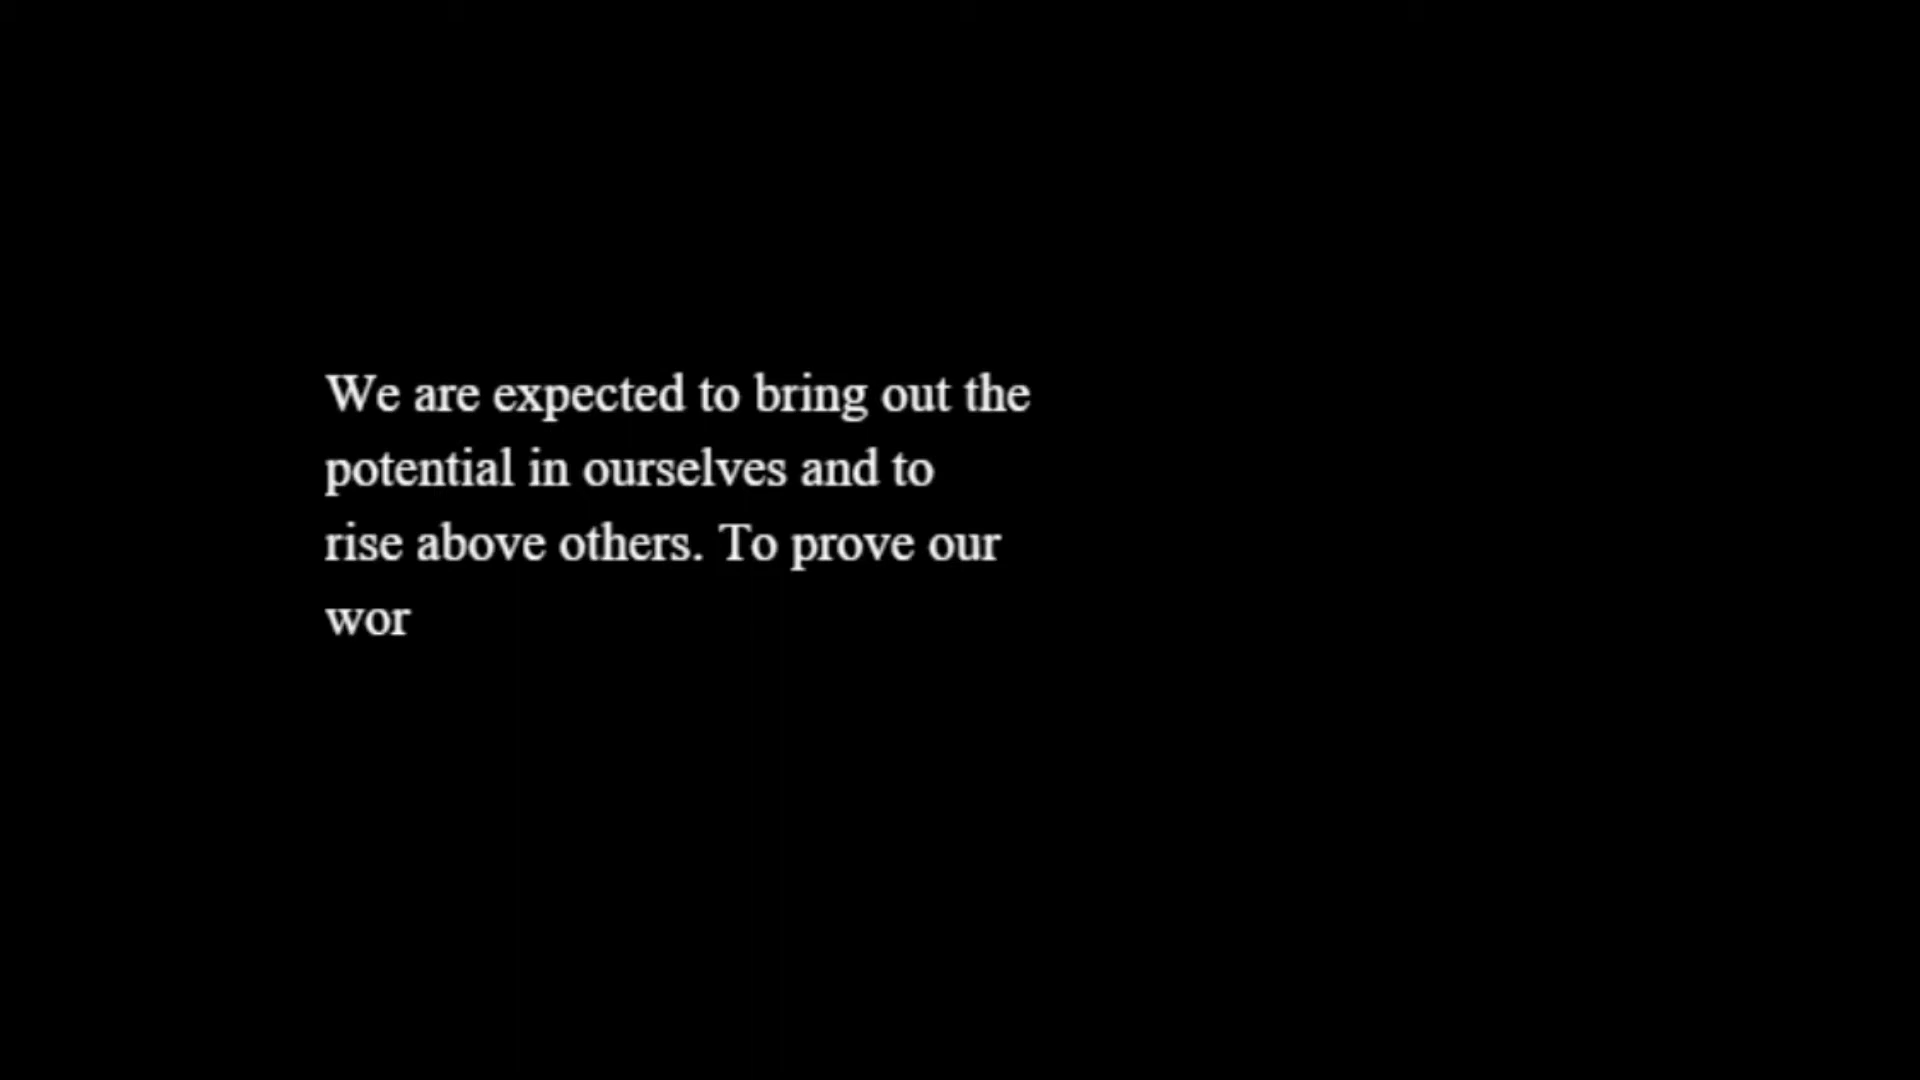 We are expected to bring out the
potential in ourselves and to
rise above others. To prove our
wor